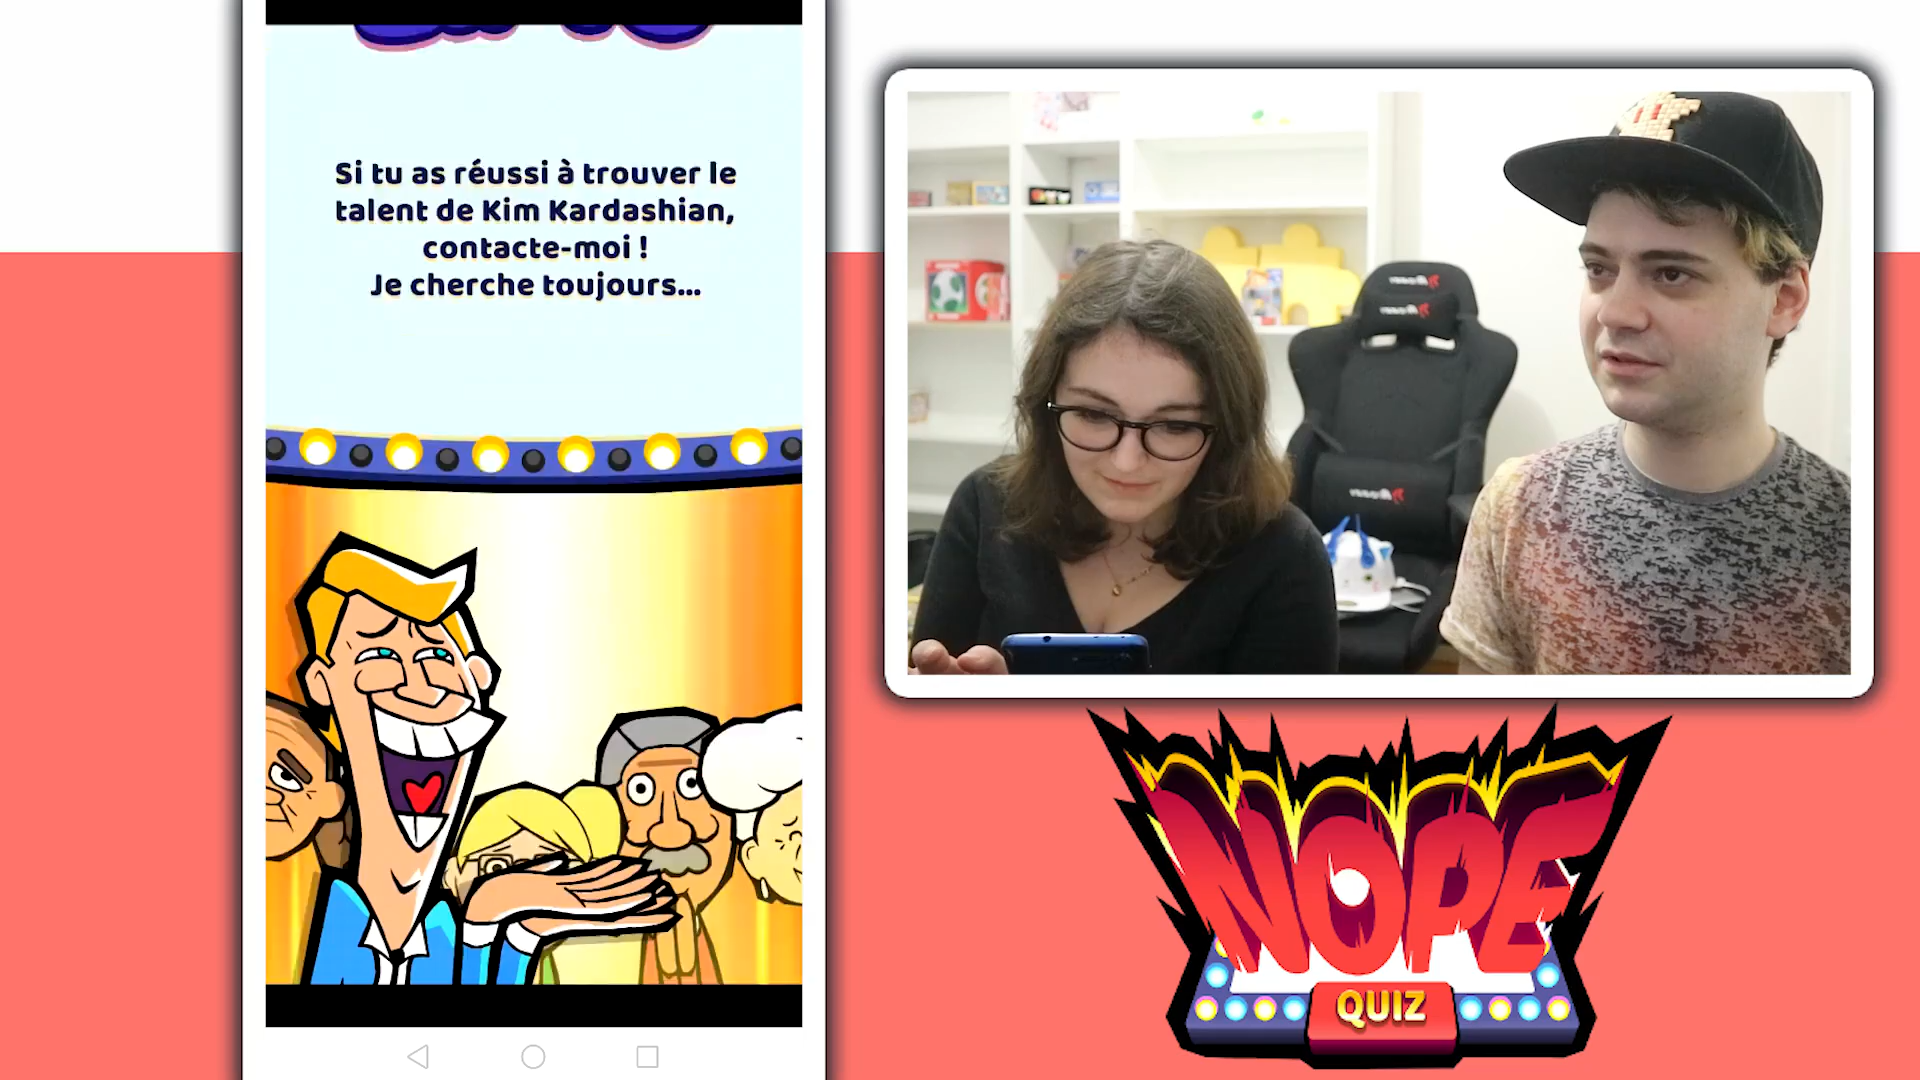 Si tu as réussi à trouver le
talent de Kim Kardashian,
contacte-moi !
Je cherche toujours...
NOPE
QUIZ